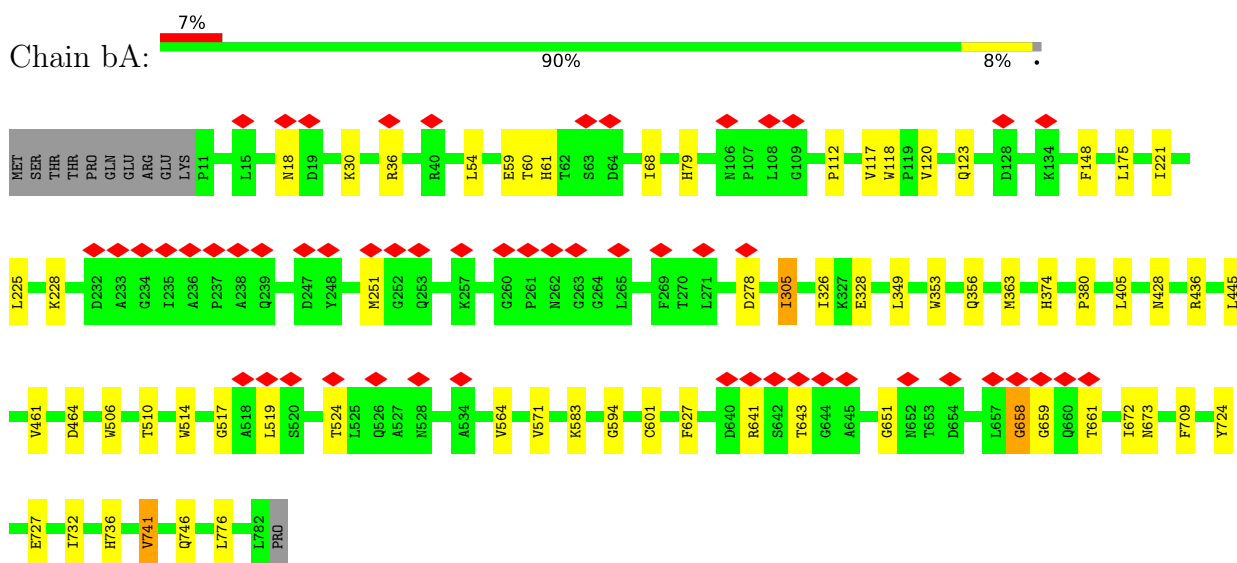 7%
Chain bA:
90% 8% •
MET SER THR THR PRO GLN GLU ARG GLU LYS P11 L15 N18 D19 K30 R36 R40 L54 E59 T60 H61 T62 S63 D64 I68 H79 N106 P107 L108 G109 P112 V117 W118 P119 V120 Q123 D128 K134 F148 L175 I221
L225 K228 D232 A233 G234 I235 A236 P237 A238 Q239 D247 Y248 M251 G252 Q253 K257 G260 P261 N262 G263 G264 L265 F269 T270 L271 D278 I305 I326 K327 E328 L349 W353 Q356 M363 H374 P380 L405 N428 R436 L445
V461 D464 W506 T510 W514 G517 A518 L519 S520 T524 L525 Q526 A527 N528 A534 V564 V571 K583 G594 C601 F627 D640 R641 S642 T643 G644 A645 G651 N652 T653 D654 L657 G658 G659 Q660 T661 I672 N673 F709 Y724
E727 I732 H736 V741 Q746 L776 L782 PRO